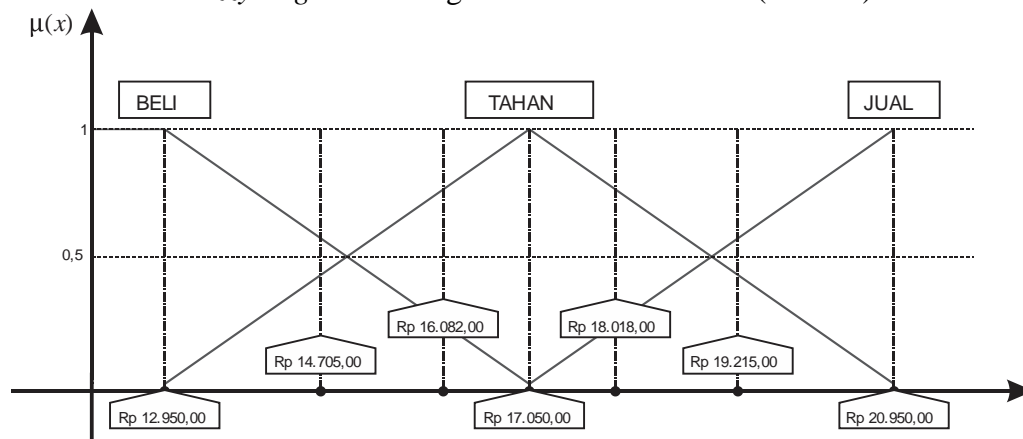 μ(x)
BELI
TAHAN
JUAL
1
0,5
Rp 16.082,00
Rp 18.018,00
Rp 14.705,00
Rp 19.215,00
Rp 12.950,00
Rp 17.050,00
Rp 20.950,00